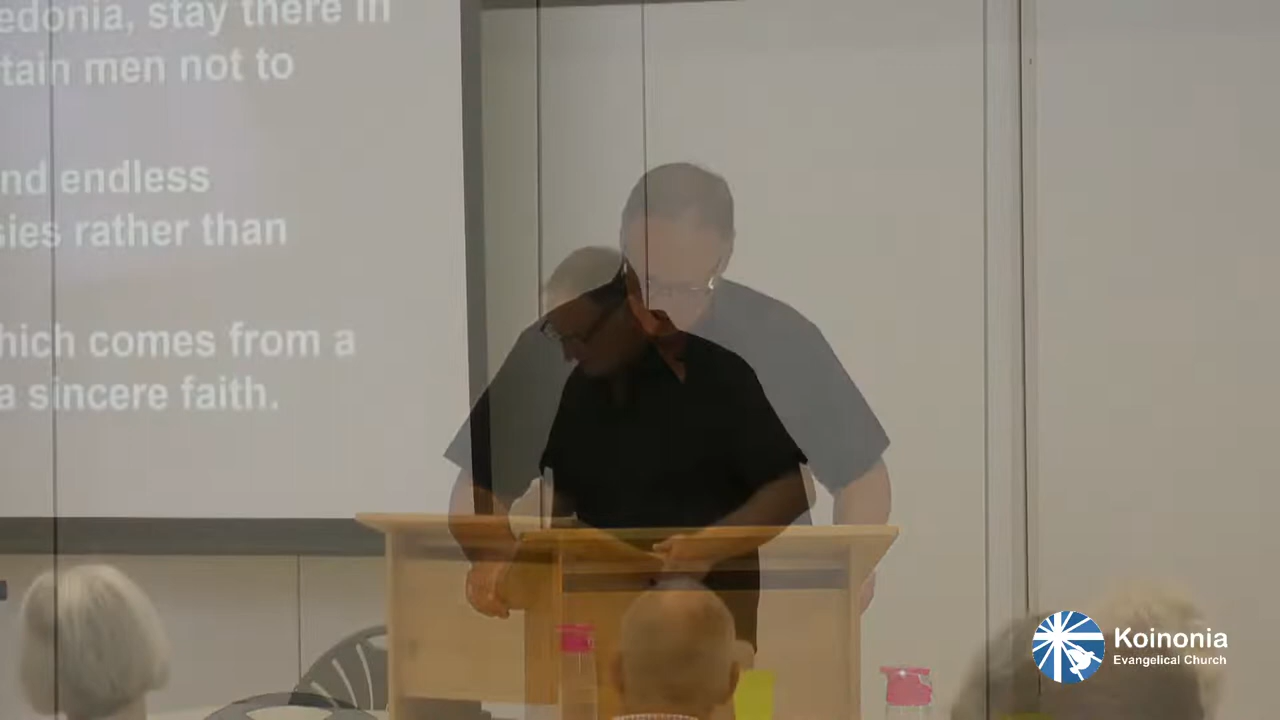 edonia, stay there in
tain men not to
nd endless
sies rather than
hich comes from a
a sincere faith.
Koinonia
Evangelical Church